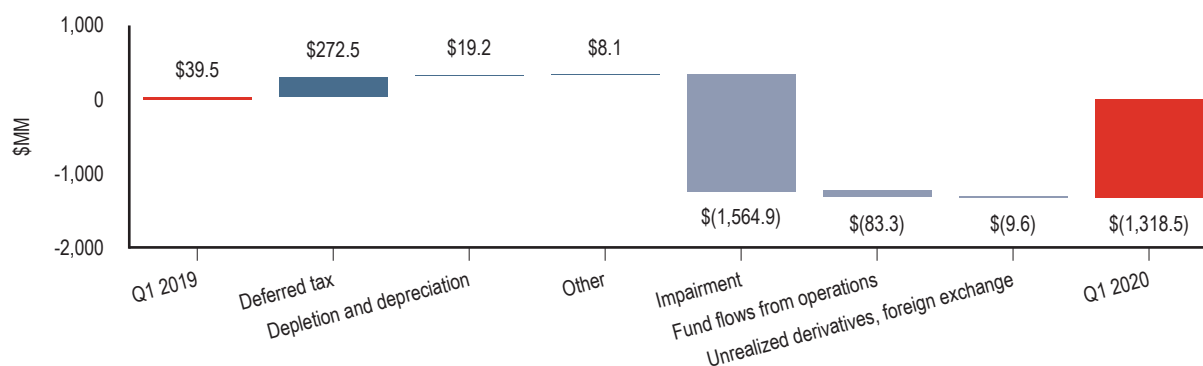 $MM
1,000
0
-1,000
-2,000
$39.5
$272.5
$19.2
$8.1
$(1,564.9)
$(83.3)
$(9.6)
$(1,318.5)
Q1 2019
Deferred tax
Depletion and depreciation
Other
Impairment
Fund flows from operations
Unrealized derivatives, foreign exchange
Q1 2020